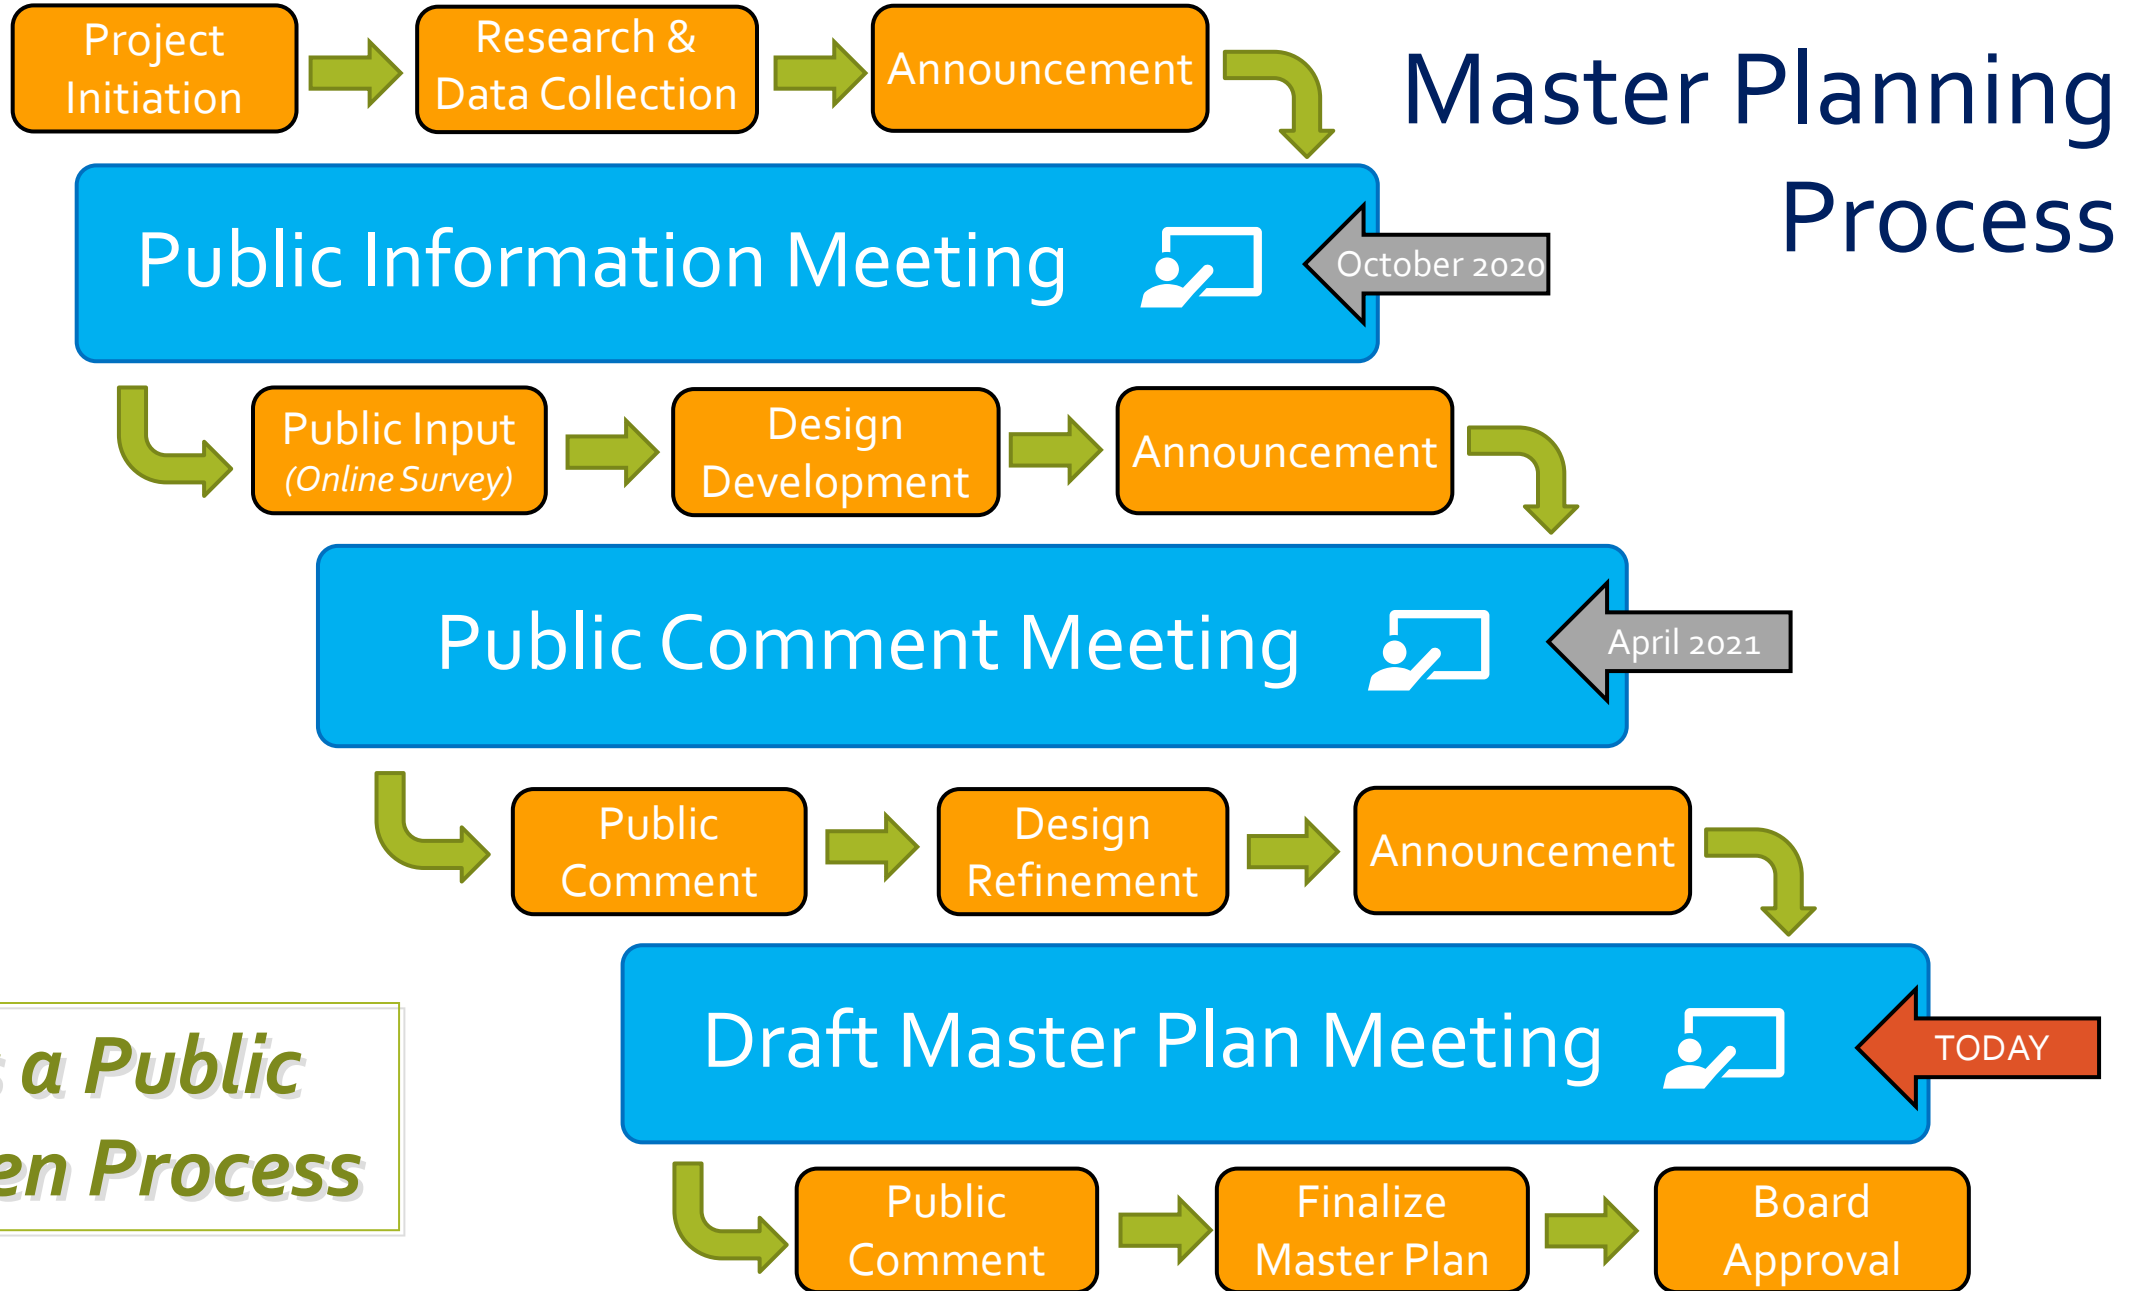 Project
Initiation
Research &
Data Collection
Announcement
Master Planning
Process
Public Information Meeting
October 2020
Public Input
(Online Survey)
Design
Development
Announcement
Public Comment Meeting
April 2021
Public
Comment
Design
Refinement
Announcement
Draft Master Plan Meeting
TODAY
a Public
Process
Public
Comment
Finalize
Master Plan
Board
Approval